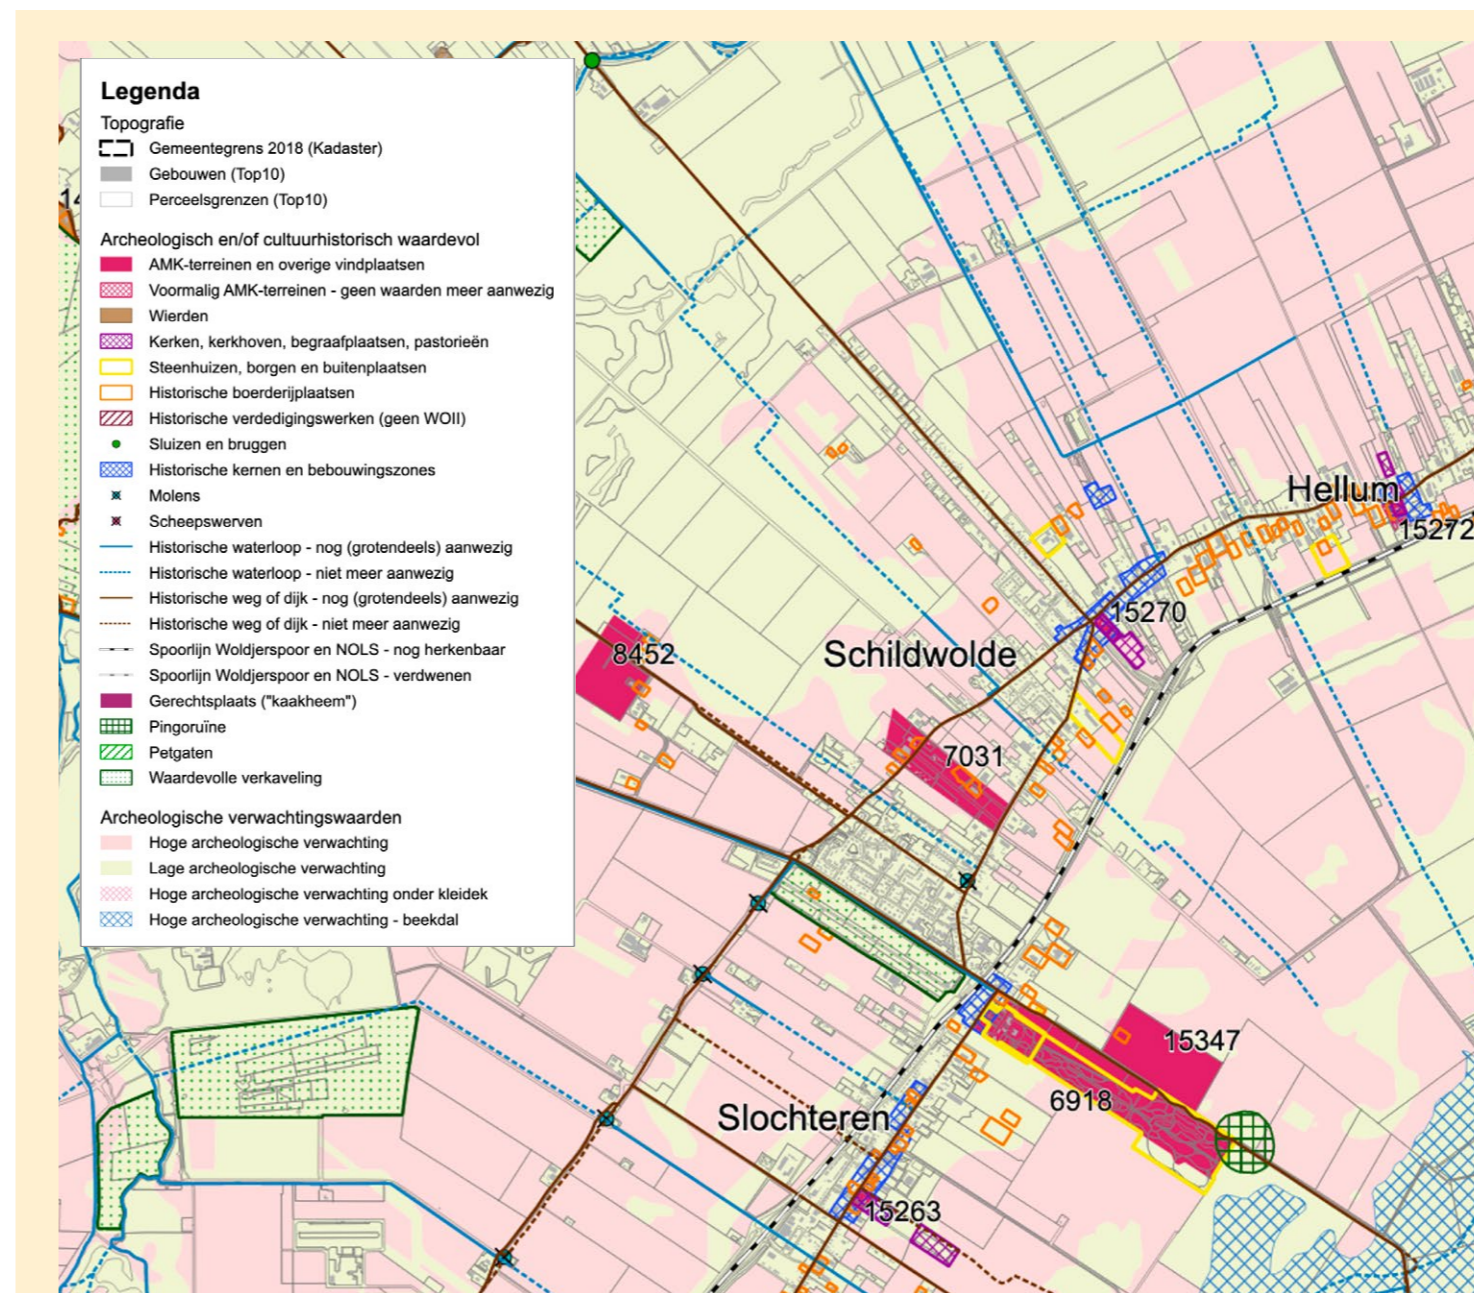 Legenda
Topografie
Gemeentegrens 2018 (Kadaster)
Gebouwen (Top10)
Perceelsgrenzen (Top10)
Archeologisch en/of cultuurhistorisch waardevol
AMK-terreinen en overige vindplaatsen
Voormalig AMK-terreinen - geen waarden meer aanwezig
Wierden
Kerken, kerkhoven, begraafplaatsen, pastorieën
Steenhuizen, borgen en buitenplaatsen
Historische boerderijplaatsen
Historische verdedigingswerken (geen WOII)
Sluizen en bruggen
Historische kernen en bebouwingszones
Molens
Scheepswerven
Historische waterloop - nog (grotendeels) aanwezig
Historische waterloop - niet meer aanwezig
Historische weg of dijk - nog (grotendeels) aanwezig
Historische weg of dijk - niet meer aanwezig
Spoorlijn Woldjerspoor en NOLS - nog herkenbaar
Spoorlijn Woldjerspoor en NOLS - verdwenen
Gerechtsplaats ("kaakheem")
Pingoruïne
Petgaten
Waardevolle verkaveling
Archeologische verwachtingswaarden
Hoge archeologische verwachting
Lage archeologische verwachting
Hoge archeologische verwachting onder kleidek
Hoge archeologische verwachting - beekdal
Hellum
15272
15270
Schildwolde
8452
7031
15347
6918
Slochteren
15263